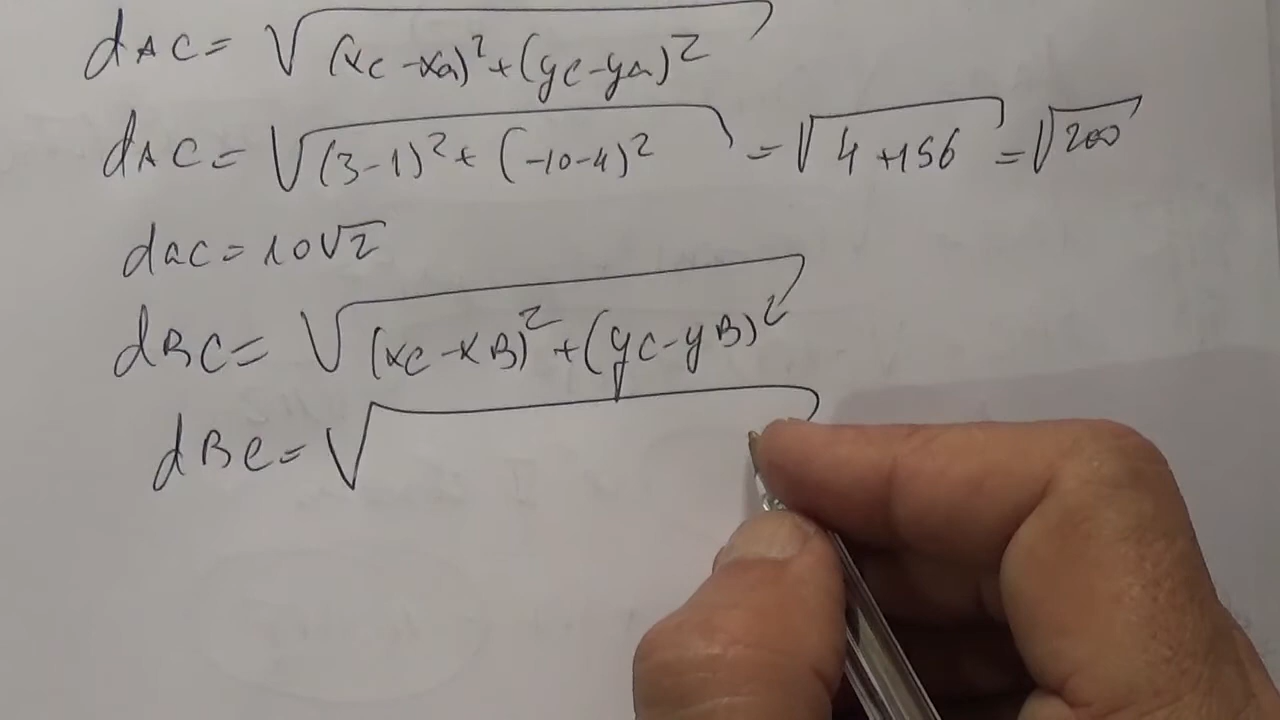 dAC = √(xc - xa)² + (yc - ya)²
dAC = √(3 - 1)² + (-10 - 4)² = √4 + 156 = √200
dac = 10√2
dBC = √(xc - xB)² + (yc - yB)²
dBC = √